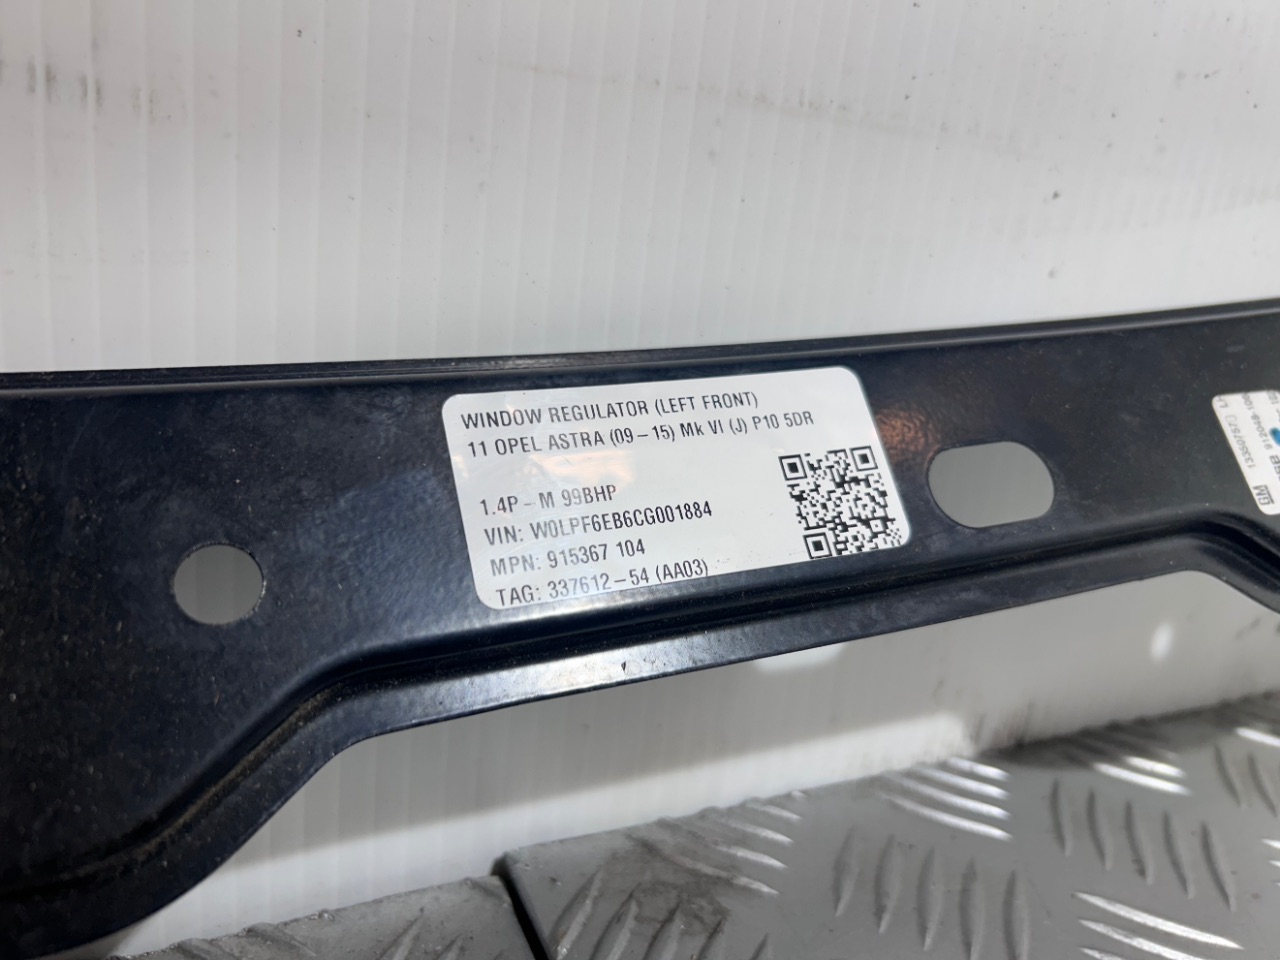 WINDOW REGULATOR (LEFT FRONT)
11 OPEL ASTRA (09-15) Mk VI (J) P10 5DR
1.4P - M 99BHP
VIN: W0LPF6EB6CG001884
MPN: 915367 104
TAG: 337612-54 (AA03)
GM